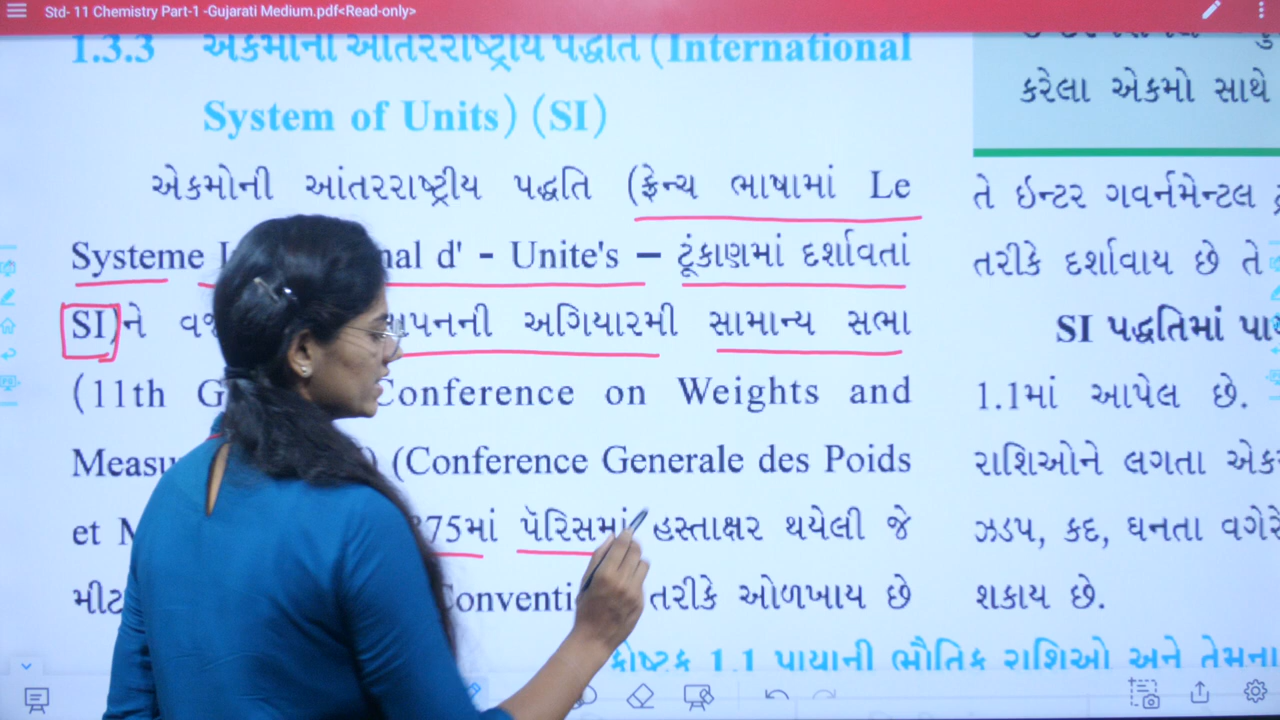 Std- 11 Chemistry Part-1 -Gujarati Medium.pdf<Read-only>
1.3.3 એકમોની આંતરરાષ્ટ્રીય પદ્ધતિ (International
System of Units) (SI)
એકમોની આંતરરાષ્ટ્રીય પદ્ધતિ (ફ્રેન્ચ ભાષામાં Le
Systeme nal d' - Unite's – ટૂંકાણમાં દર્શાવતાં
SI)ને અગિયારમી સામાન્ય સભા
(11th Conference on Weights and
(Conference Generale des Poids
et 75માં પૅરિસમાં હસ્તાક્ષર થયેલી જે
તરીકે ઓળખાય છે
કરેલા એકમો સાથે
તે ઇન્ટર ગવર્નમેન્ટલ
તરીકે દર્શાવાય છે તે
SI પદ્ધતિમાં
1.1માં આપેલ છે.
રાશિઓને લગતા
ઝડપ, કદ, ઘનતા વગેરે
શકાય છે.
કોષ્ટક 1.1 પાયાની ભૌતિક રાશિઓ અને તેમના